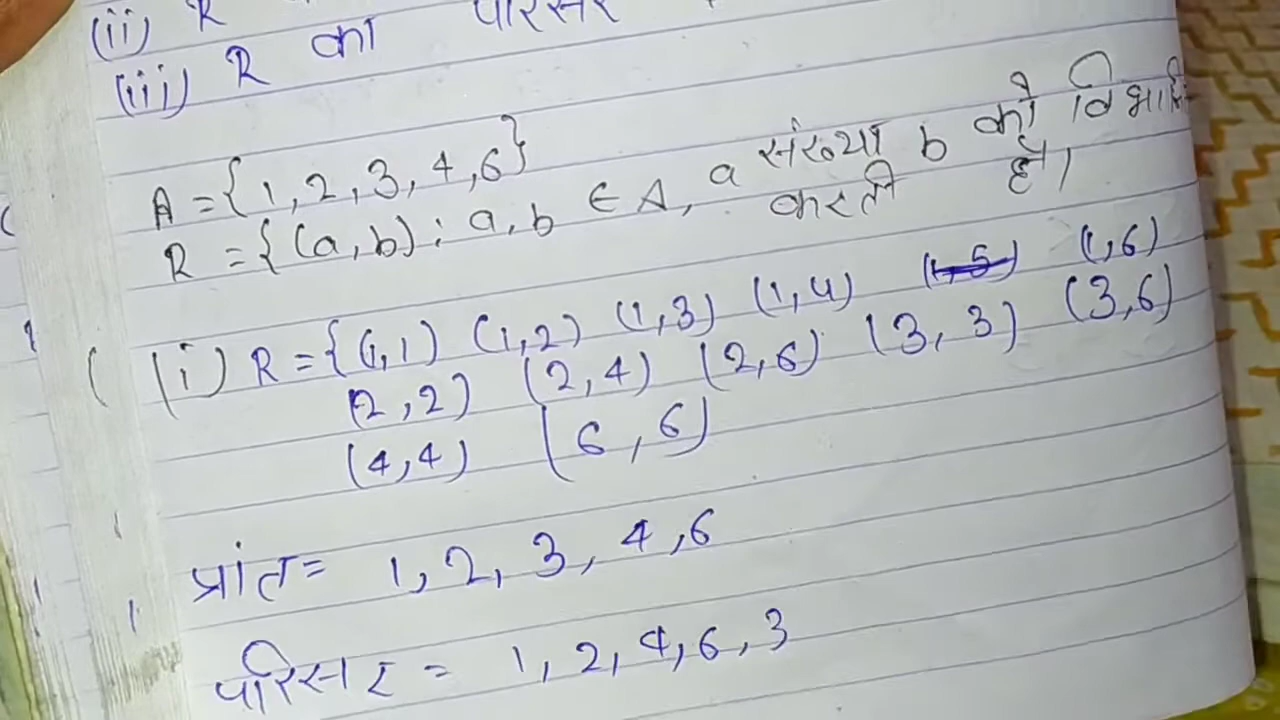 (ii) R
(iii) R का परिसर
A = {1, 2, 3, 4, 6}
R = {(a, b) : a, b ∈ A, a संख्या b को
करती है।
(i) R = {(1, 1) (1, 2) (1, 3) (1, 4) (1, 5) (1, 6)
(2, 2) (2, 4) (2, 6) (3, 3) (3, 6)
(4, 4) (6, 6)
प्रांत = 1, 2, 3, 4, 6
परिसर = 1, 2, 4, 6, 3